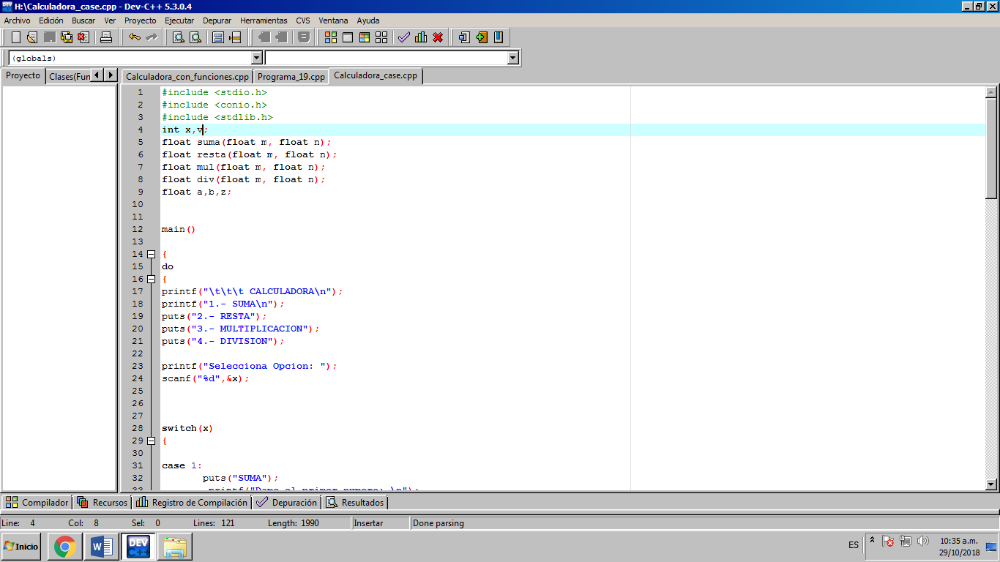 H:\Calculadora_case.cpp - Dev-C++ 5.3.0.4
Archivo Edición Buscar Ver Proyecto Ejecutar Depurar Herramientas CVS Ventana Ayuda
(globals)
Proyecto Clases(Fun Calculadora_con_funciones.cpp Programa_19.cpp Calculadora_case.cpp
1 #include <stdio.h>
2 #include <conio.h>
3 #include <stdlib.h>
4 int x,v;
5 float suma(float m, float n);
6 float resta(float m, float n);
7 float mul(float m, float n);
8 float div(float m, float n);
9 float a,b,z;
10
11
12 main()
13
14 {
15 do
16 {
17 printf("\t\t\t CALCULADORA\n");
18 printf("1.- SUMA\n");
19 puts("2.- RESTA");
20 puts("3.- MULTIPLICACION");
21 puts("4.- DIVISION");
22
23 printf("Selecciona Opcion: ");
24 scanf("%d",&x);
25
26
27
28 switch(x)
29 {
30
31 case 1:
32 puts("SUMA");
33 printf("Dame el primer numero: \n");
Compilador Recursos Registro de Compilación Depuración Resultados
Line: 4 Col: 8 Sel: 0 Lines: 121 Length: 1990 Insertar Done parsing
Inicio DEV C++ ES 10:35 a.m.
29/10/2018